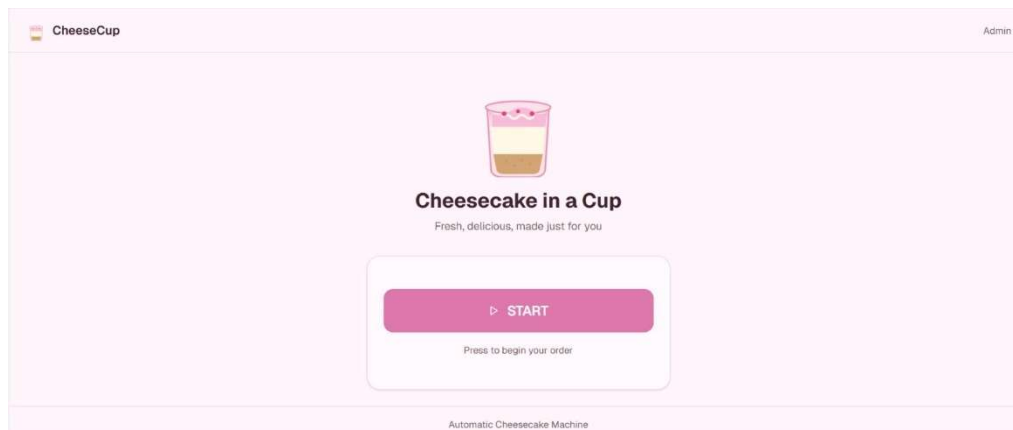 CheeseCup
Admin
Cheesecake in a Cup
Fresh, delicious, made just for you
START
Press to begin your order
Automatic Cheesecake Machine